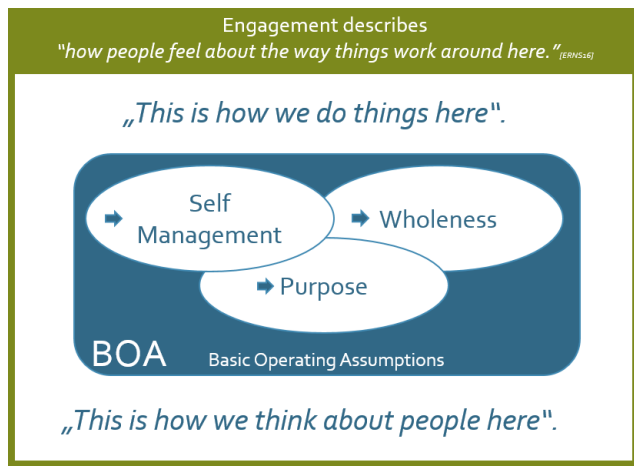 Engagement describes
“how people feel about the way things work around here.” [ERNS16]
„This is how we do things here“.
Self
Management
Wholeness
Purpose
BOA
Basic Operating Assumptions
„This is how we think about people here“.